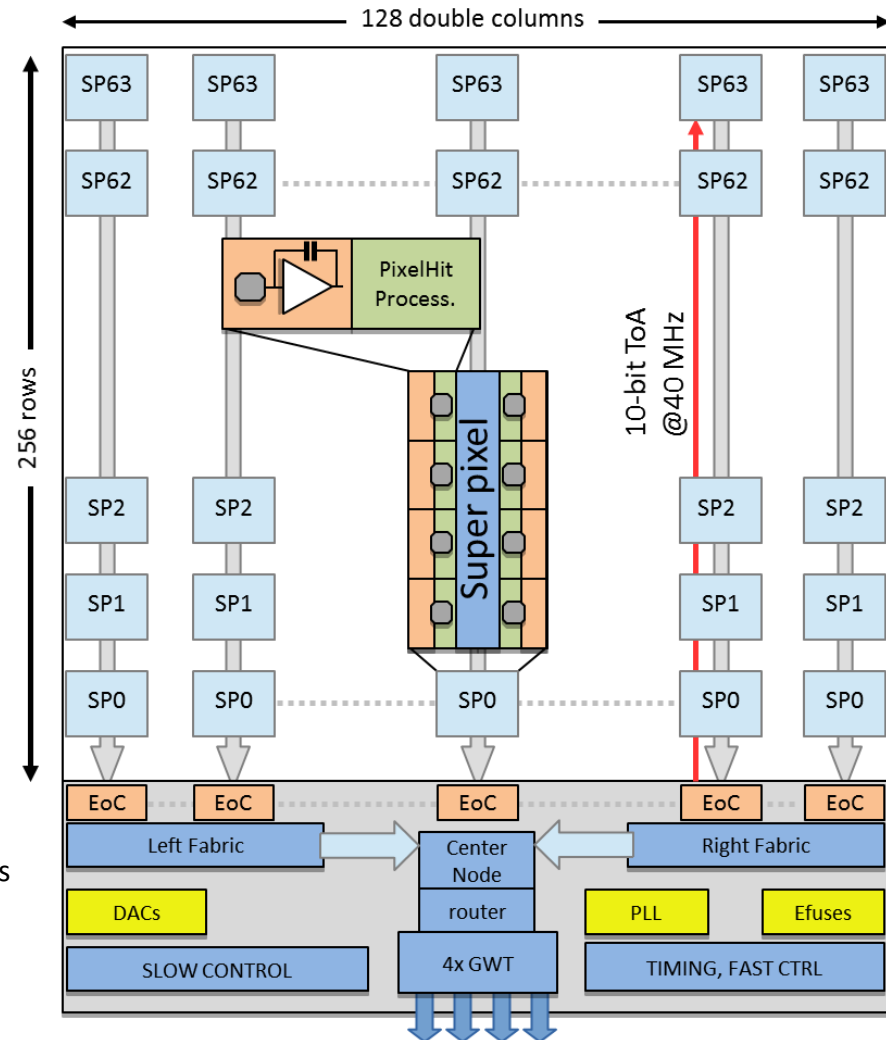 128 double columns
SP63 SP63 SP63 SP63 SP63
SP62 SP62 SP62 SP62 SP62
PixelHit
Process.
256 rows
10-bit ToA
@40 MHz
Super pixel
SP2 SP2 SP2 SP2
SP1 SP1 SP1 SP1
SP0 SP0 SP0 SP0 SP0
EoC EoC EoC EoC EoC
Left Fabric
Center
Node
Right Fabric
s
DACs
router
PLL
Efuses
SLOW CONTROL
4x GWT
TIMING, FAST CTRL